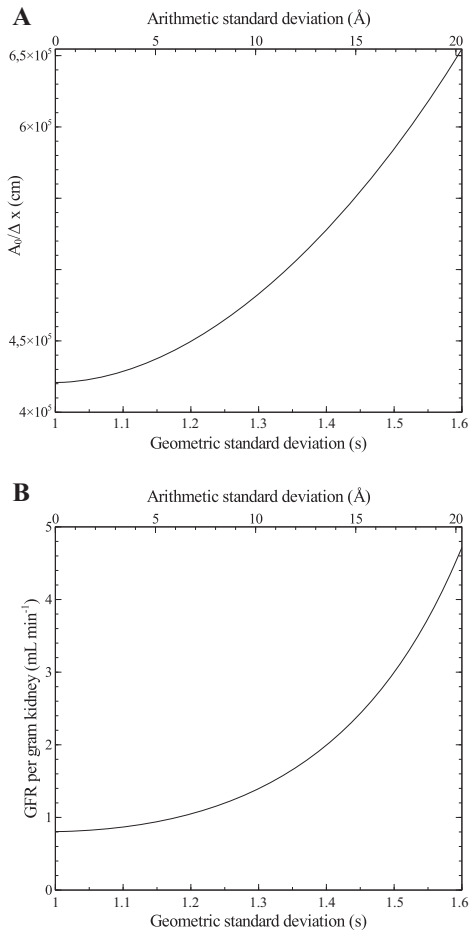 A
Arithmetic standard deviation (Å)
0 5 10 15 20
6,5×10⁵
6×10⁵
4,5×10⁵
4×10⁵
A₀/Δ x (cm)
1 1.1 1.2 1.3 1.4 1.5 1.6
Geometric standard deviation (s)
B
Arithmetic standard deviation (Å)
0 5 10 15 20
5
4
3
2
1
0
GFR per gram kidney (mL min⁻¹)
1 1.1 1.2 1.3 1.4 1.5 1.6
Geometric standard deviation (s)